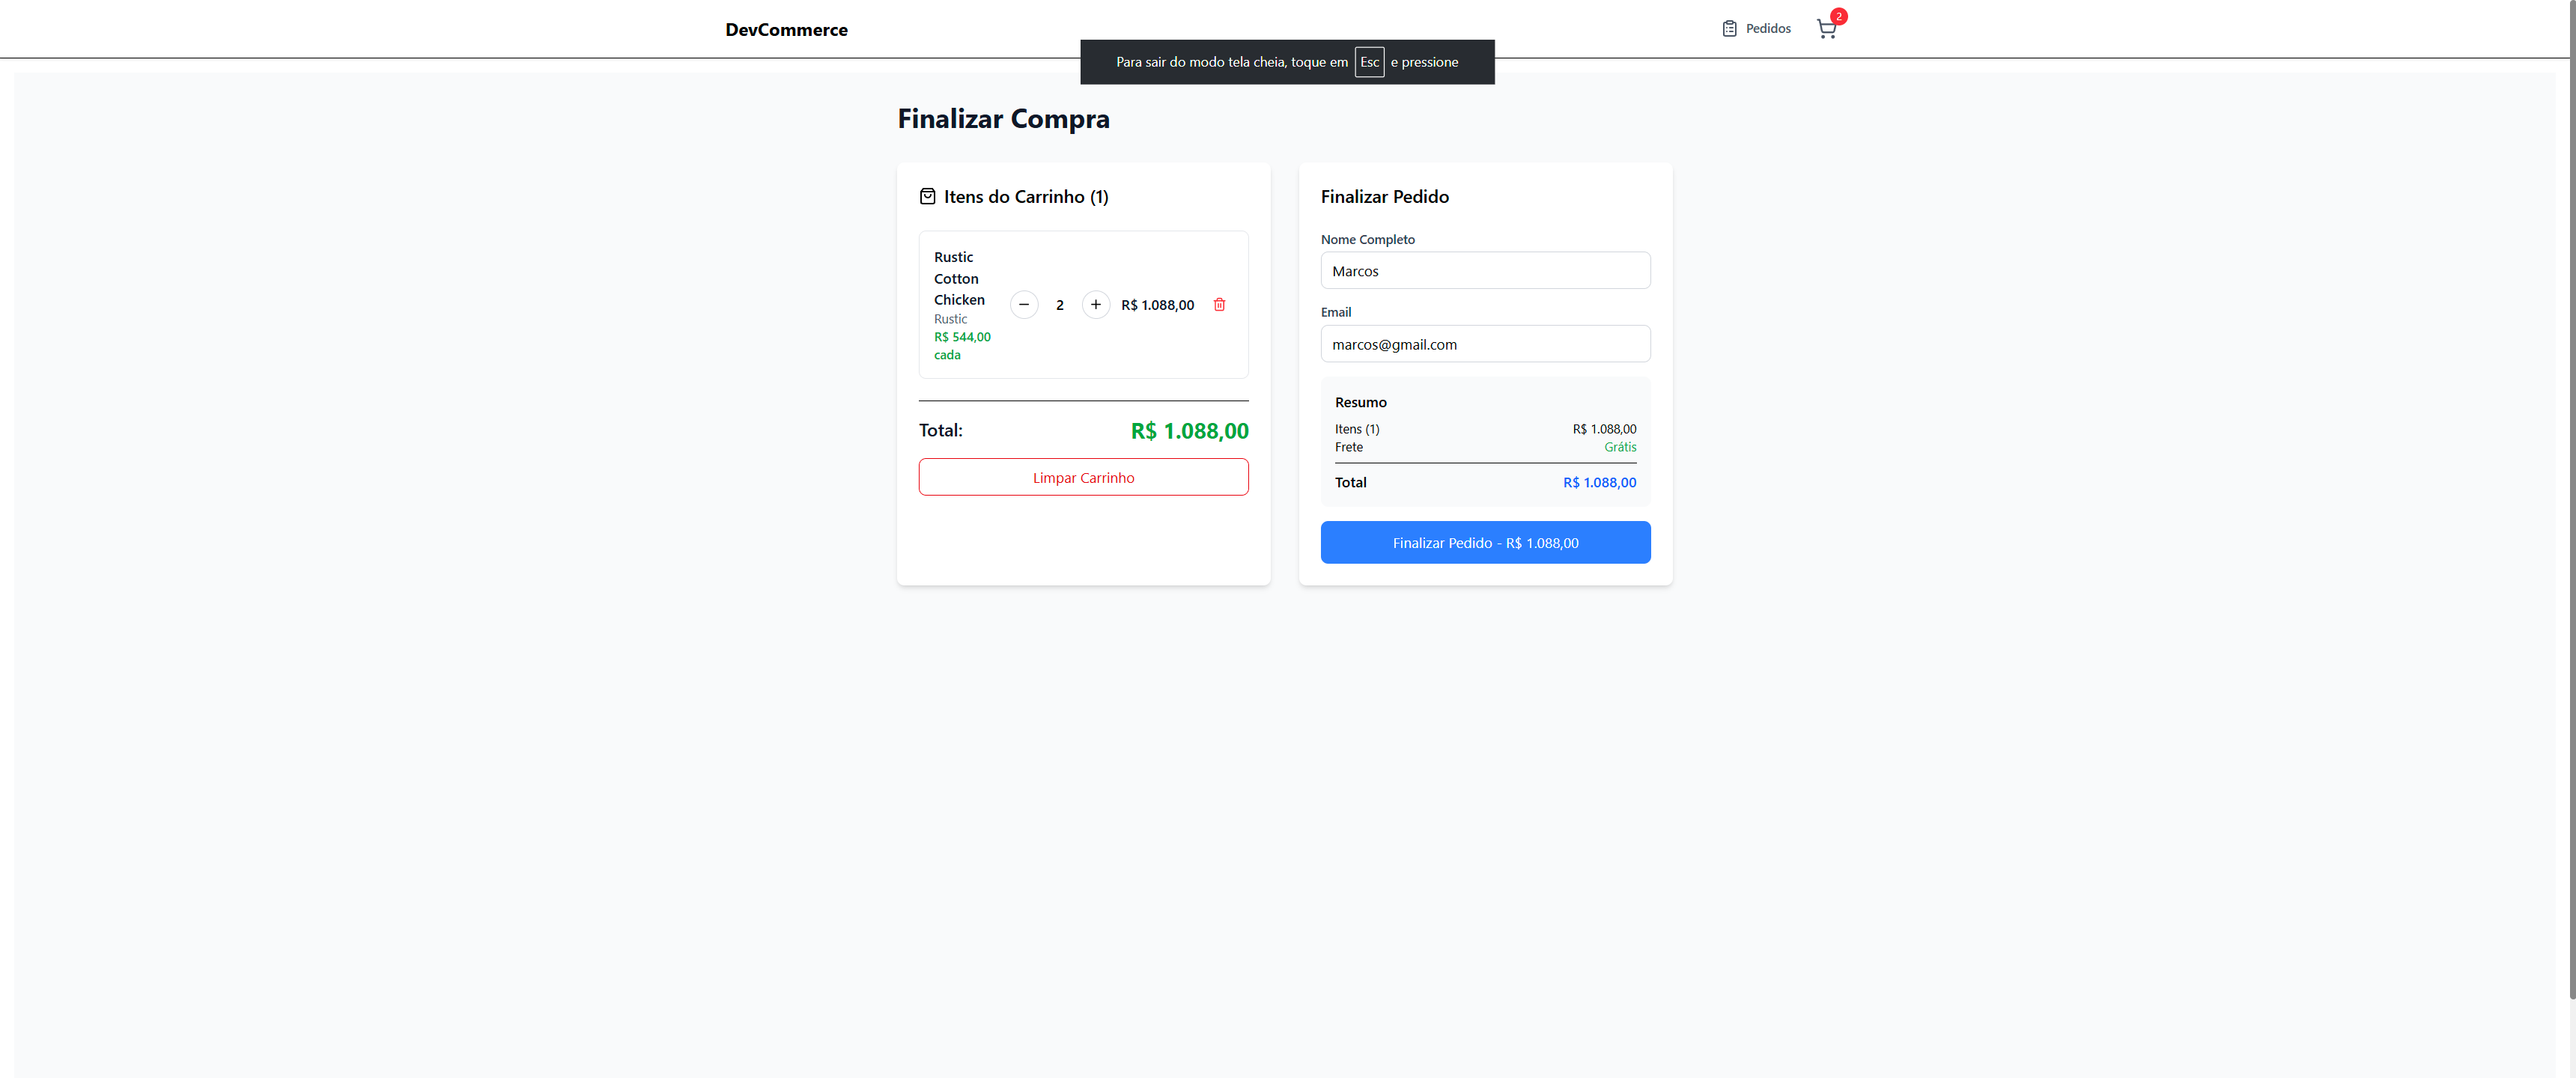 DevCommerce
Pedidos
2
Para sair do modo tela cheia, toque em Esc e pressione
Finalizar Compra
Itens do Carrinho (1)
Rustic
Cotton
Chicken
Rustic
R$ 544,00
cada
2
R$ 1.088,00
Total:
R$ 1.088,00
Limpar Carrinho
Finalizar Pedido
Nome Completo
Marcos
Email
marcos@gmail.com
Resumo
Itens (1)
R$ 1.088,00
Frete
Grátis
Total
R$ 1.088,00
Finalizar Pedido - R$ 1.088,00